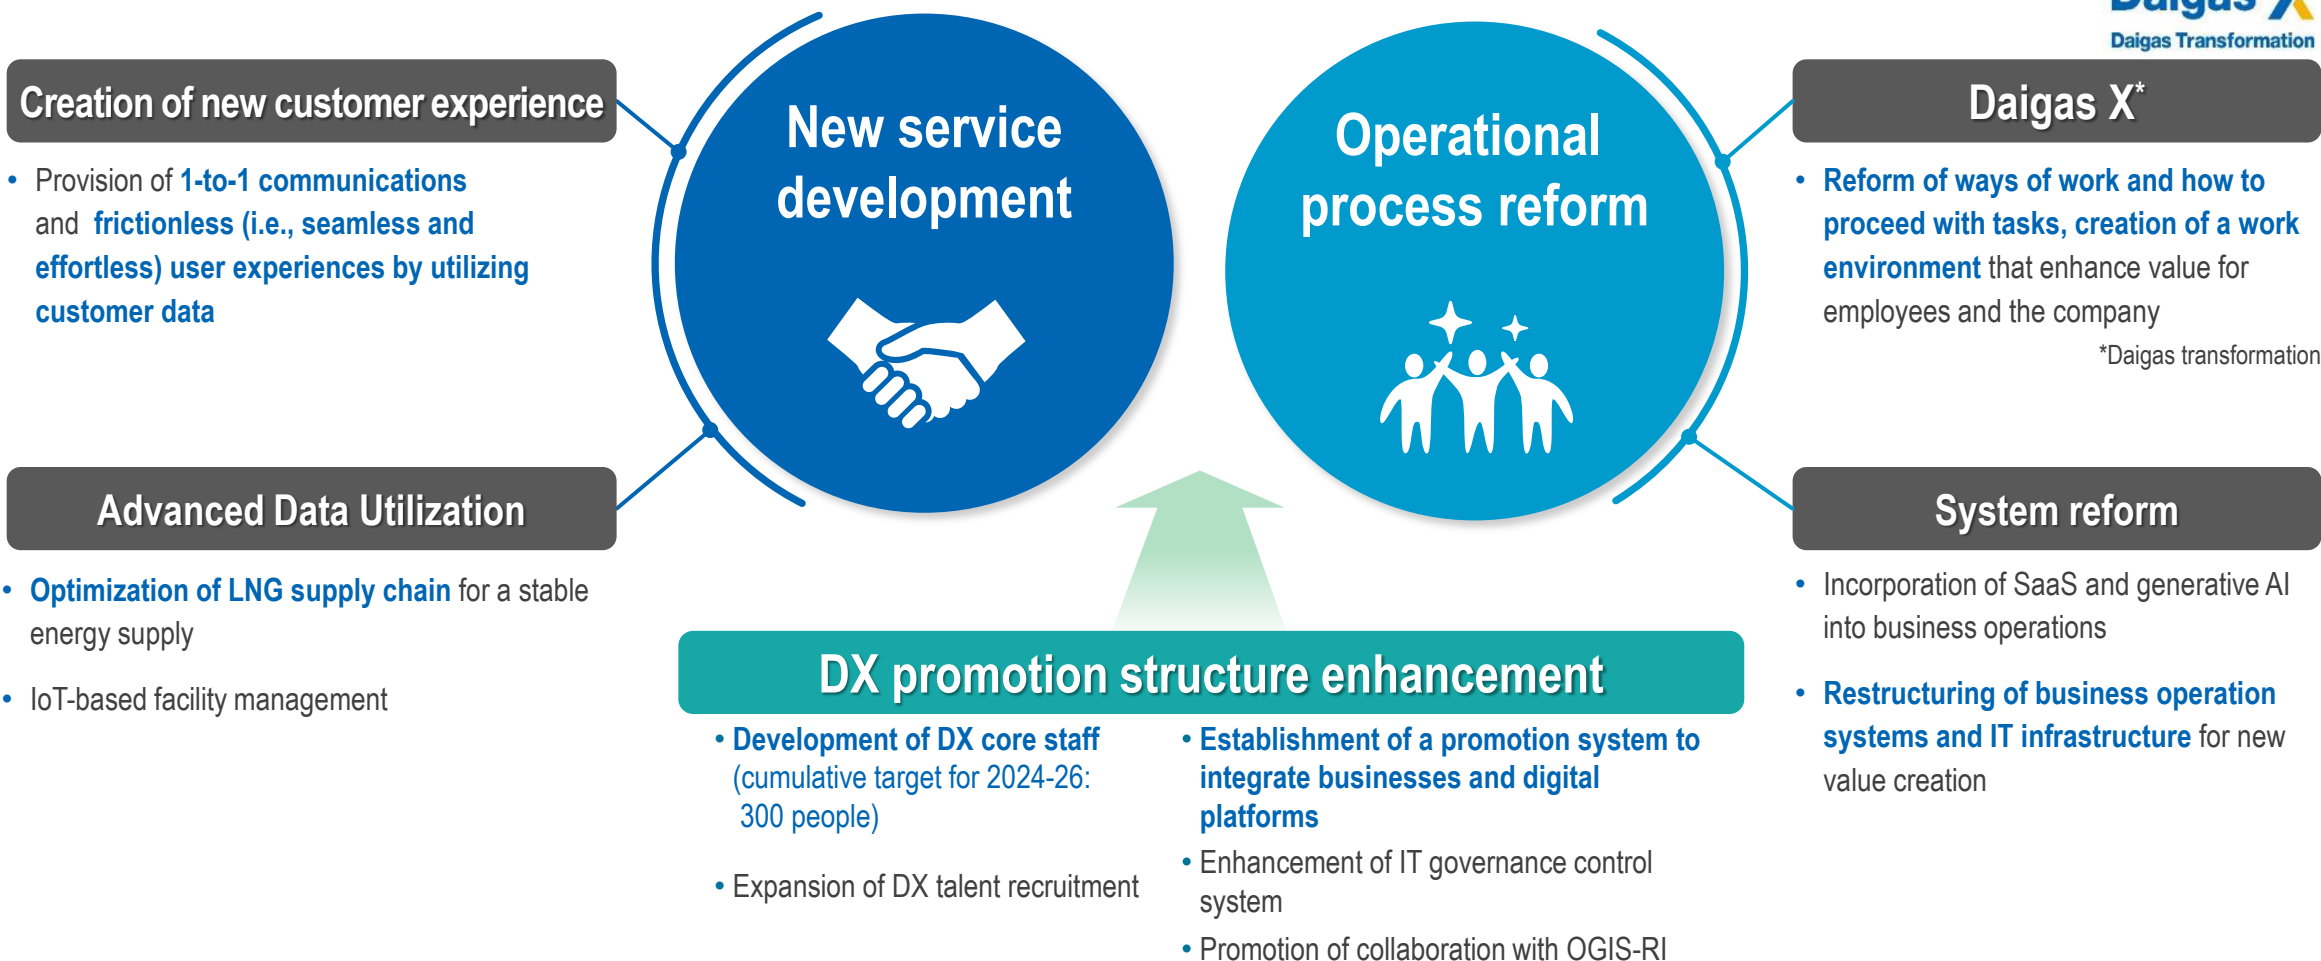 Daigas X
Daigas Transformation
Creation of new customer experience
• Provision of 1-to-1 communications
and frictionless (i.e., seamless and
effortless) user experiences by utilizing
customer data
New service
development
Advanced Data Utilization
• Optimization of LNG supply chain for a stable
energy supply
• IoT-based facility management
Operational
process reform
Daigas X*
• Reform of ways of work and how to
proceed with tasks, creation of a work
environment that enhance value for
employees and the company
*Daigas transformation
System reform
• Incorporation of SaaS and generative AI
into business operations
• Restructuring of business operation
systems and IT infrastructure for new
value creation
DX promotion structure enhancement
• Development of DX core staff
(cumulative target for 2024-26:
300 people)
• Expansion of DX talent recruitment
• Establishment of a promotion system to
integrate businesses and digital
platforms
• Enhancement of IT governance control
system
• Promotion of collaboration with OGIS-RI